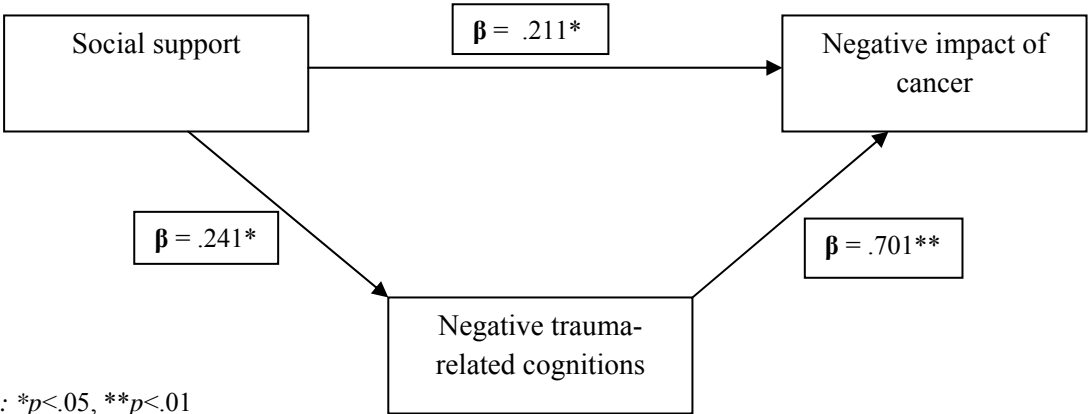 Social support
β = .211*
Negative impact of
cancer
β = .241*
β = .701**
Negative trauma-
related cognitions
: *p<.05, **p<.01